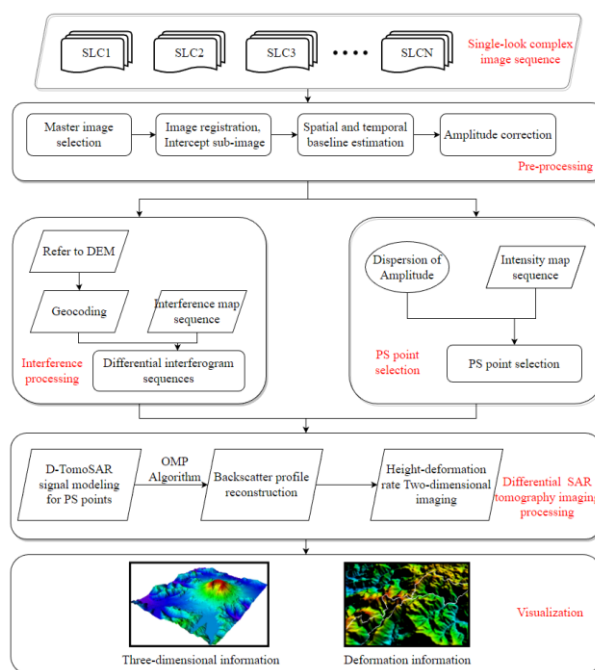 SLC1
SLC2
SLC3
SLCN
Single-look complex
image sequence
Master image
selection
Image registration,
Intercept sub-image
Spatial and temporal
baseline estimation
Amplitude correction
Pre-processing
Refer to DEM
Geocoding
Interference map
sequence
Interference
processing
Differential interferogram
sequences
Dispersion of
Amplitude
Intensity map
sequence
PS point
selection
PS point selection
D-TomoSAR
signal modeling
for PS points
OMP
Algorithm
Backscatter profile
reconstruction
Height-deformation
rate Two-dimensional
imaging
Differential SAR
tomography imaging
processing
Visualization
Three-dimensional information
Deformation information